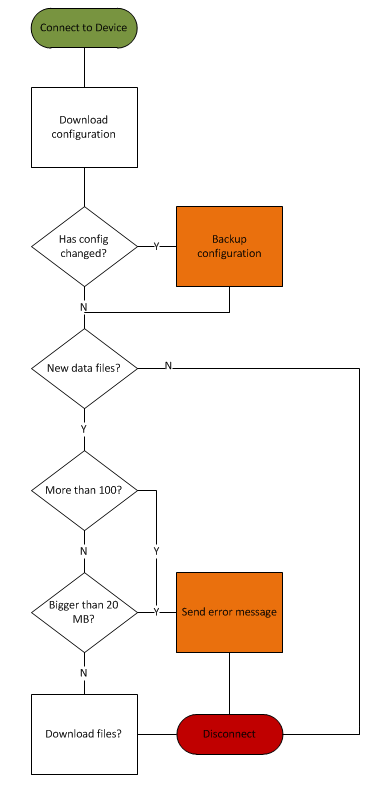 Connect to Device
Download
configuration
Has config
changed?
Y
Backup
configuration
N
New data files?
N
Y
More than 100?
N
Y
Bigger than 20
MB?
Y
Send error message
N
Download files?
Disconnect